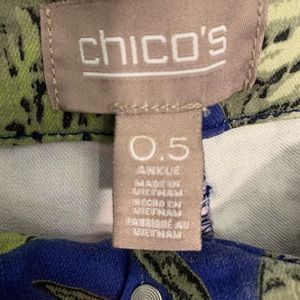 chico's
0.5
ANKLE
MADE IN
VIETNAM
HECHO EN
VIETNAM
FABRIQUÉ AU
VIETNAM